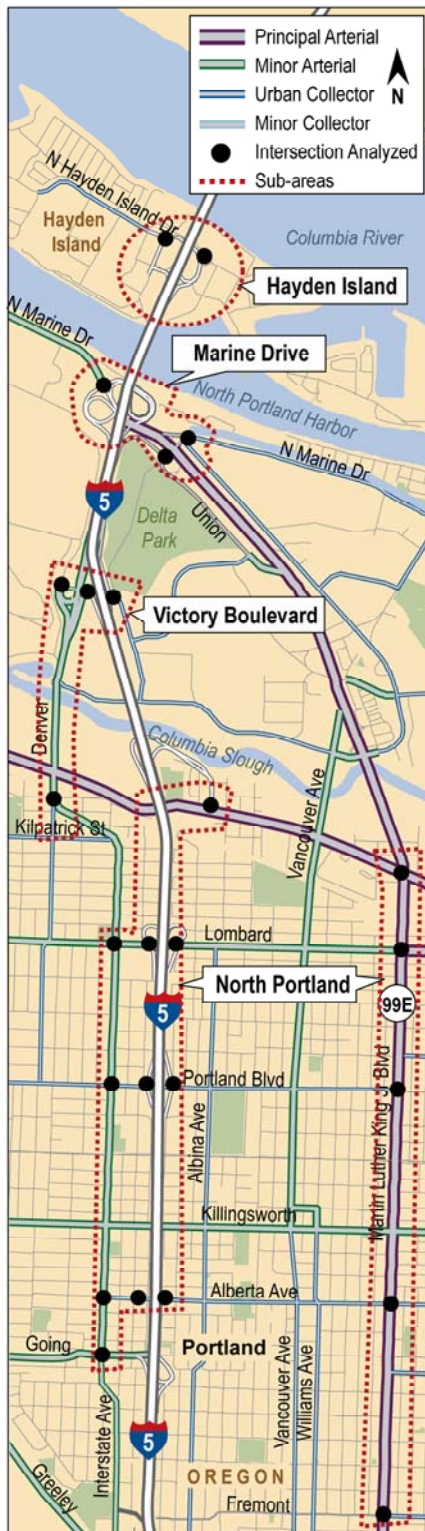 Principal Arterial
Minor Arterial
Urban Collector
Minor Collector
Intersection Analyzed
Sub-areas
N
N Hayden Island Dr
Hayden
Island
Columbia River
Hayden Island
N Marine Dr
Marine Drive
North Portland
Harbor
N Marine Dr
Union
5
Delta
Park
Victory Boulevard
Denver
Columbia
Slough
Vancouver Ave
Kilpatrick St
Lombard
North Portland
5
99E
Portland Blvd
Albina Ave
Martin Luther King Jr Blvd
Killingsworth
Alberta Ave
Going
Portland
Interstate Ave
Vancouver Ave
Williams Ave
5
OREGON
Greeley
Fremont